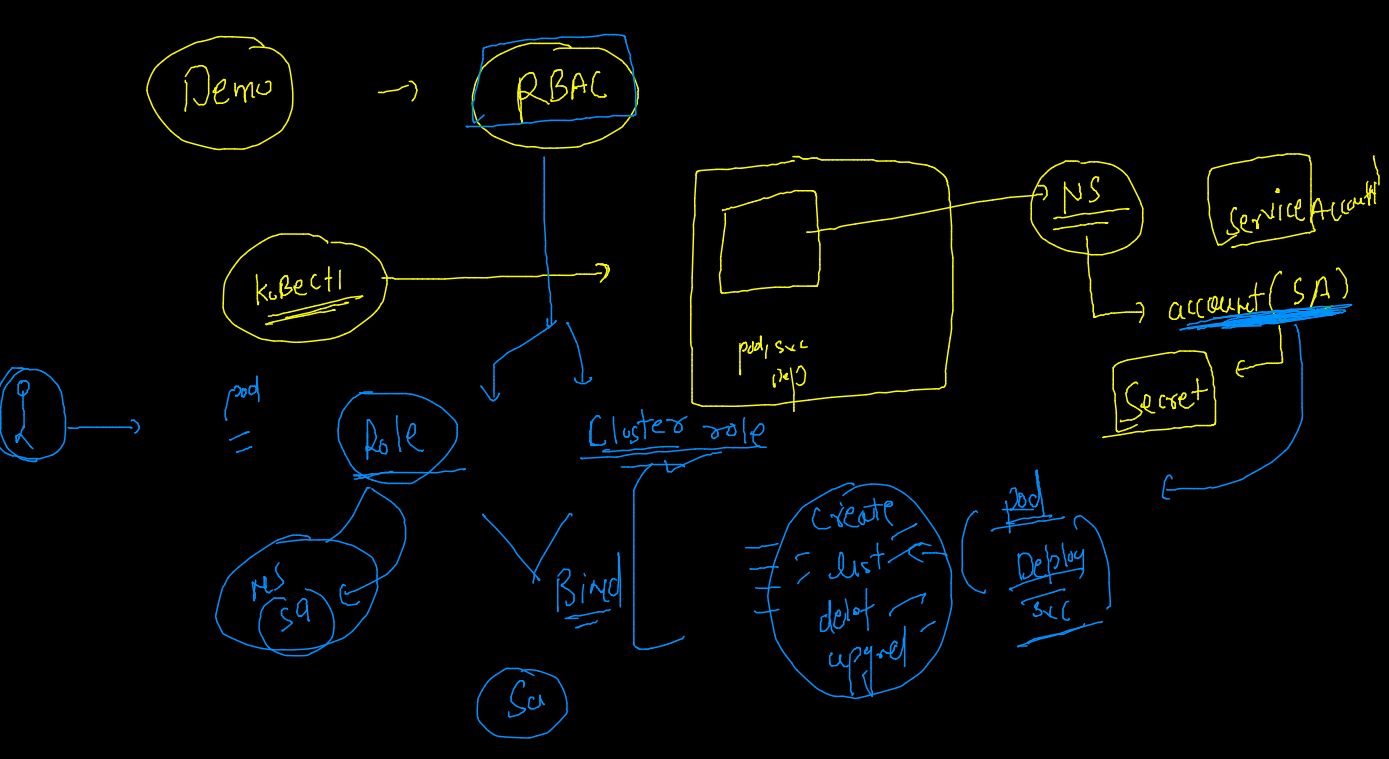 Demo → RBAC
NS
Service Account
KuBectl
account (SA)
pod, svc
Dep
Secret
pod
Role
Cluster role
Create
list
delet
pod
Deploy
svc
NS
sa
Bind
Sa